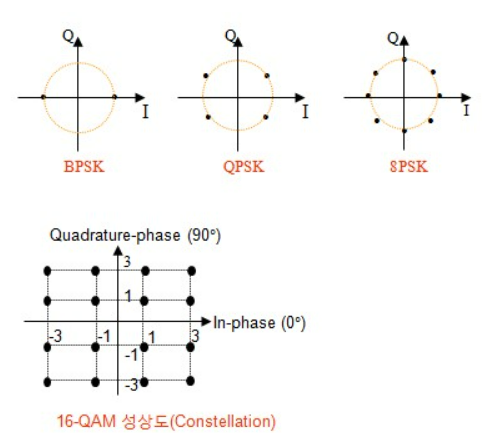 Q Q Q
I I I
BPSK QPSK 8PSK
Quadrature-phase (90°)
3
1
In-phase (0°)
-3 -1 1 3
-1
-3
16-QAM 성상도(Constellation)